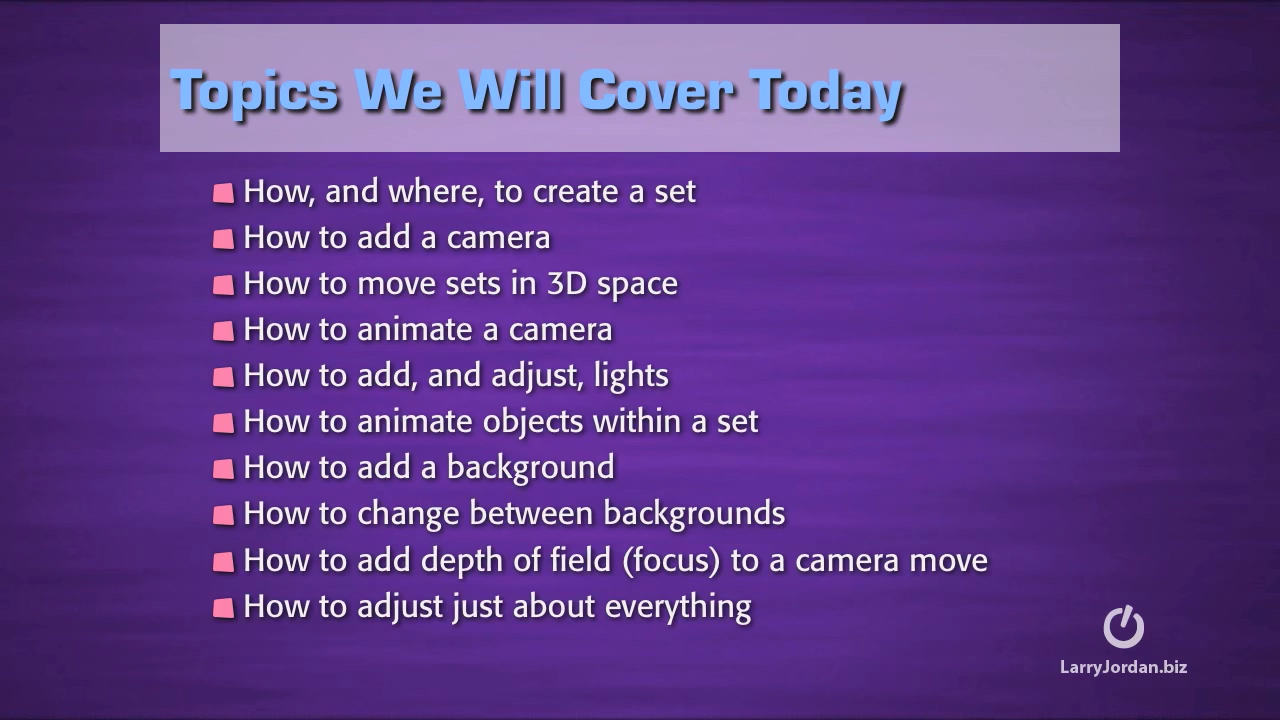 Topics We Will Cover Today
How, and where, to create a set
How to add a camera
How to move sets in 3D space
How to animate a camera
How to add, and adjust, lights
How to animate objects within a set
How to add a background
How to change between backgrounds
How to add depth of field (focus) to a camera move
How to adjust just about everything
LarryJordan.biz